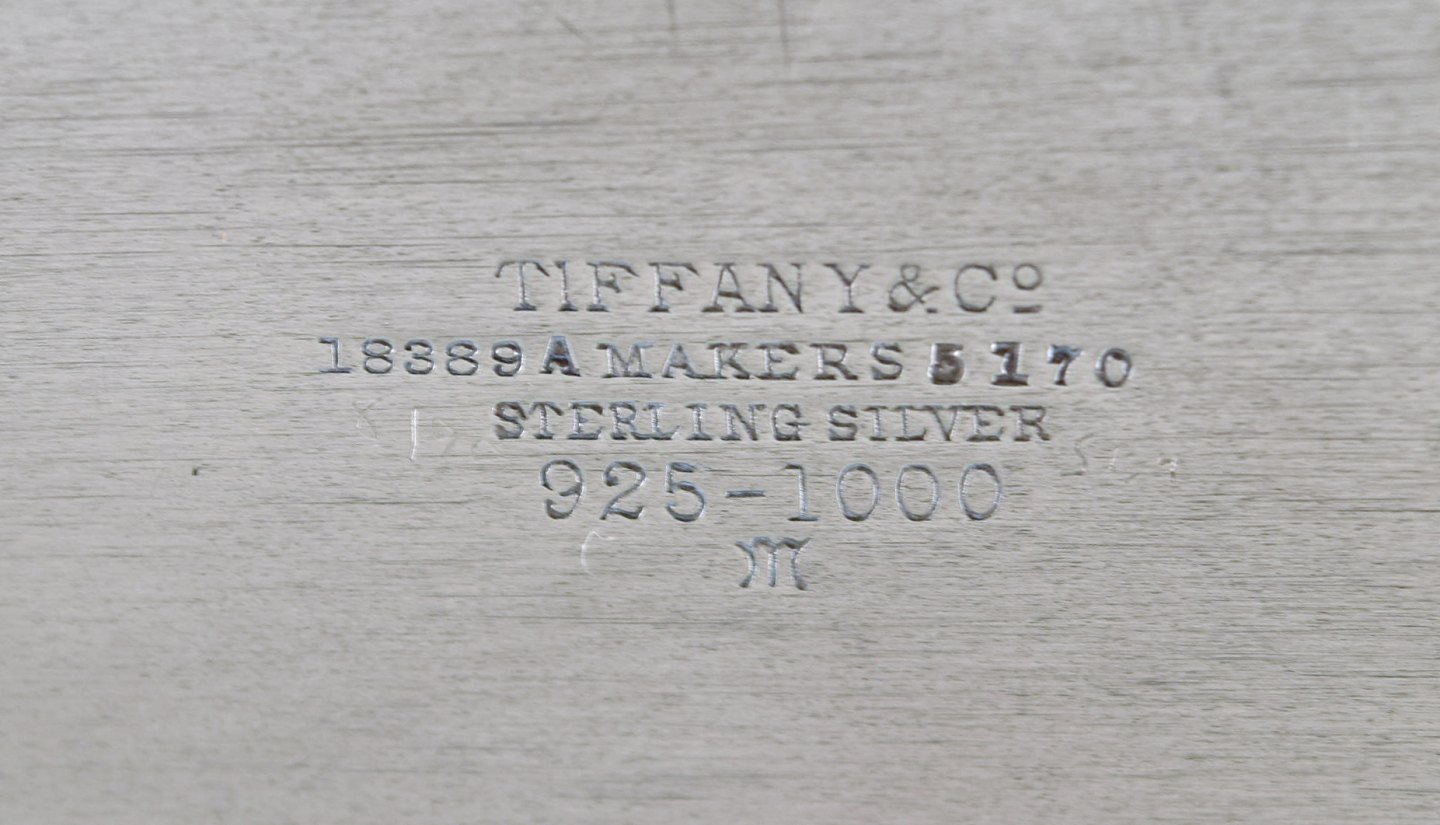 TIFFANY & Cº
18389A MAKERS 5170
STERLING SILVER
925-1000
M